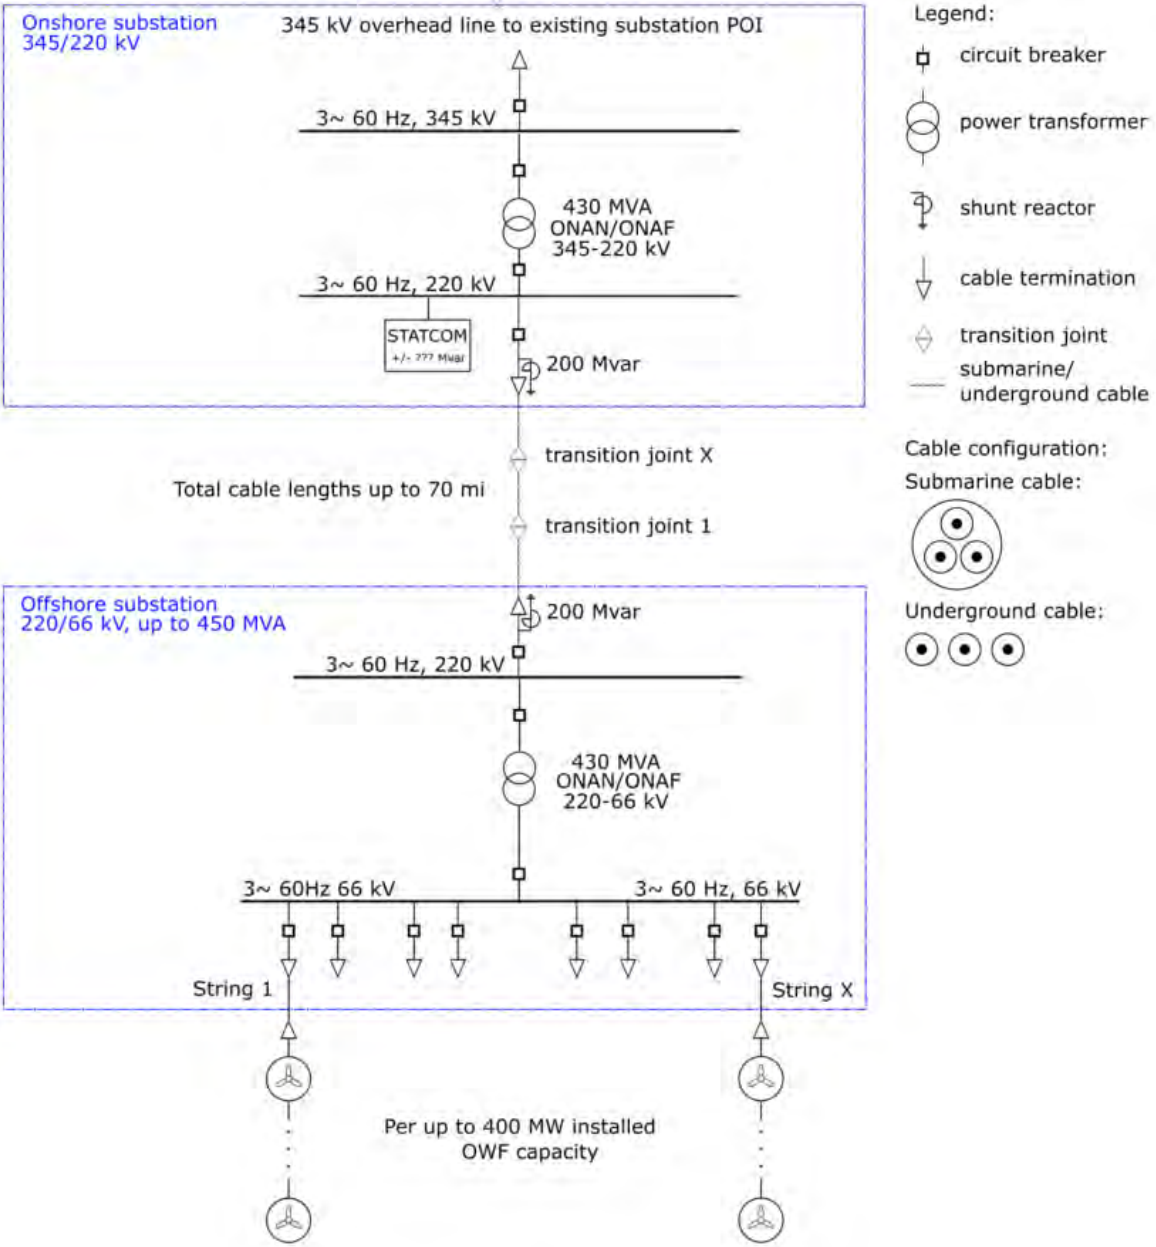 Onshore substation
345/220 kV
345 kV overhead line to existing substation POI
3~ 60 Hz, 345 kV
430 MVA
ONAN/ONAF
345-220 kV
3~ 60 Hz, 220 kV
STATCOM
+/- ??? Mvar
200 Mvar
transition joint X
Total cable lengths up to 70 mi
transition joint 1
Offshore substation
220/66 kV, up to 450 MVA
200 Mvar
3~ 60 Hz, 220 kV
430 MVA
ONAN/ONAF
220-66 kV
3~ 60Hz 66 kV
3~ 60 Hz, 66 kV
String 1
String X
Per up to 400 MW installed
OWF capacity
Legend:
circuit breaker
power transformer
shunt reactor
cable termination
transition joint
submarine/
underground cable
Cable configuration:
Submarine cable:
Underground cable: